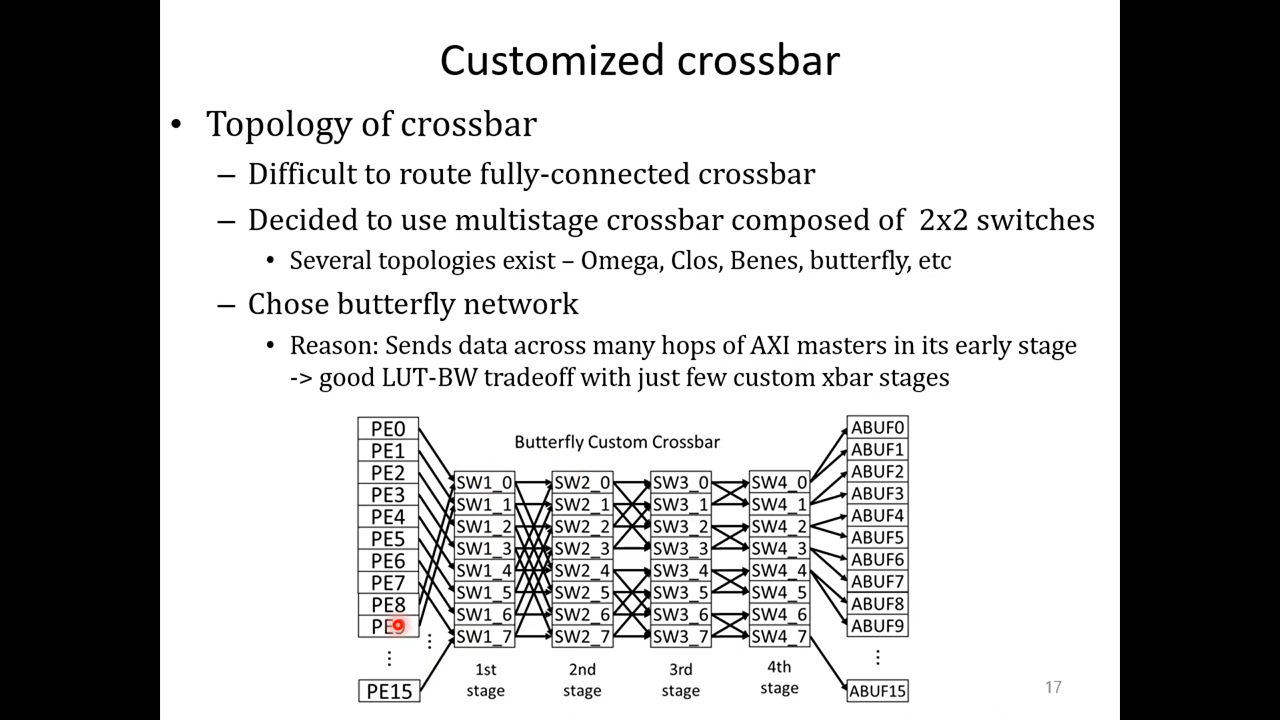 Customized crossbar
• Topology of crossbar
– Difficult to route fully-connected crossbar
– Decided to use multistage crossbar composed of 2x2 switches
• Several topologies exist – Omega, Clos, Benes, butterfly, etc
– Chose butterfly network
• Reason: Sends data across many hops of AXI masters in its early stage
-> good LUT-BW tradeoff with just few custom xbar stages
Butterfly Custom Crossbar
PE0
PE1
PE2
PE3
PE4
PE5
PE6
PE7
PE8
PE9
⋮
PE15
⋮
SW1_0
SW1_1
SW1_2
SW1_3
SW1_4
SW1_5
SW1_6
SW1_7
1st
stage
SW2_0
SW2_1
SW2_2
SW2_3
SW2_4
SW2_5
SW2_6
SW2_7
2nd
stage
SW3_0
SW3_1
SW3_2
SW3_3
SW3_4
SW3_5
SW3_6
SW3_7
3rd
stage
SW4_0
SW4_1
SW4_2
SW4_3
SW4_4
SW4_5
SW4_6
SW4_7
4th
stage
ABUF0
ABUF1
ABUF2
ABUF3
ABUF4
ABUF5
ABUF6
ABUF7
ABUF8
ABUF9
⋮
ABUF15
17